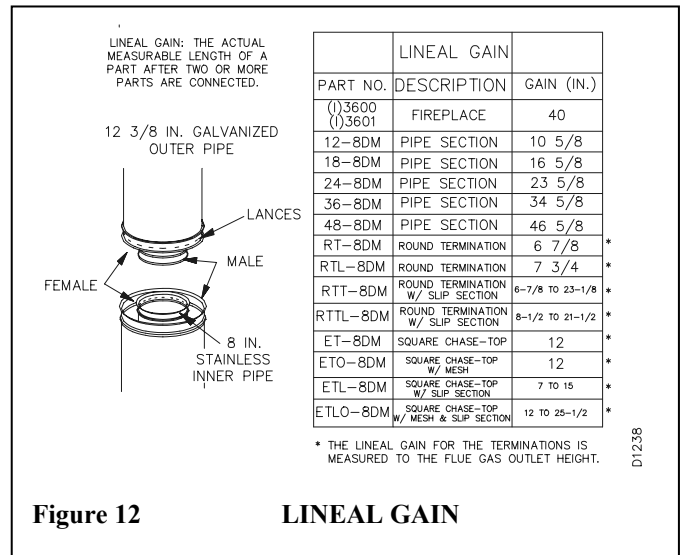 LINEAL GAIN: THE ACTUAL
MEASURABLE LENGTH OF A
PART AFTER TWO OR MORE
PARTS ARE CONNECTED.
12 3/8 IN. GALVANIZED
OUTER PIPE
LANCES
MALE
FEMALE
8 IN.
STAINLESS
INNER PIPE
LINEAL GAIN
PART NO. DESCRIPTION GAIN (IN.)
(I)3600
(I)3601 FIREPLACE 40
12-8DM PIPE SECTION 10 5/8
18-8DM PIPE SECTION 16 5/8
24-8DM PIPE SECTION 23 5/8
36-8DM PIPE SECTION 34 5/8
48-8DM PIPE SECTION 46 5/8
RT-8DM ROUND TERMINATION 6 7/8 *
RTL-8DM ROUND TERMINATION 7 3/4 *
RTT-8DM ROUND TERMINATION
W/ SLIP SECTION 6-7/8 TO 23-1/8 *
RTTL-8DM ROUND TERMINATION
W/ SLIP SECTION 8-1/2 TO 21-1/2 *
ET-8DM SQUARE CHASE-TOP 12 *
ETO-8DM SQUARE CHASE-TOP
W/ MESH 12 *
ETL-8DM SQUARE CHASE-TOP
W/ SLIP SECTION 7 TO 15 *
ETLO-8DM SQUARE CHASE-TOP
W/ MESH & SLIP SECTION 12 TO 25-1/2 *
* THE LINEAL GAIN FOR THE TERMINATIONS IS
MEASURED TO THE FLUE GAS OUTLET HEIGHT.
D1238
Figure 12 LINEAL GAIN